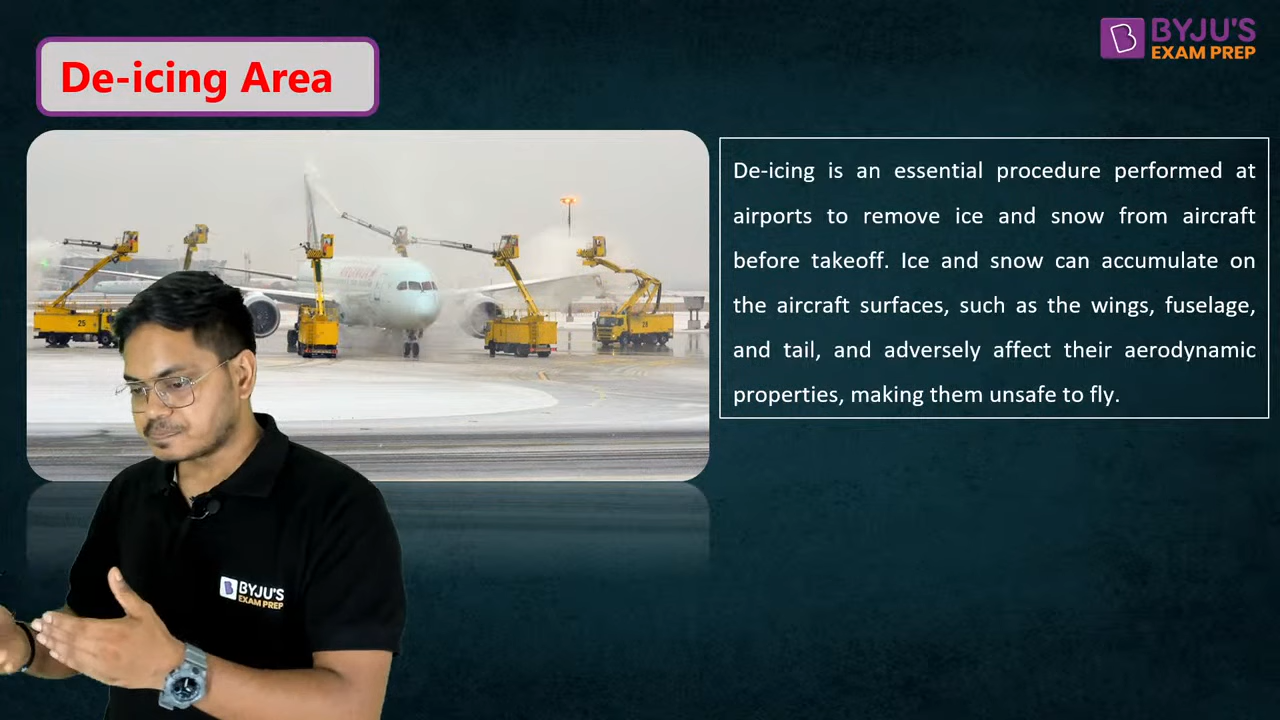 De-icing Area
BYJU'S
EXAM PREP
De-icing is an essential procedure performed at
airports to remove ice and snow from aircraft
before takeoff. Ice and snow can accumulate on
the aircraft surfaces, such as the wings, fuselage,
and tail, and adversely affect their aerodynamic
properties, making them unsafe to fly.
25
BYJU'S
EXAM PREP